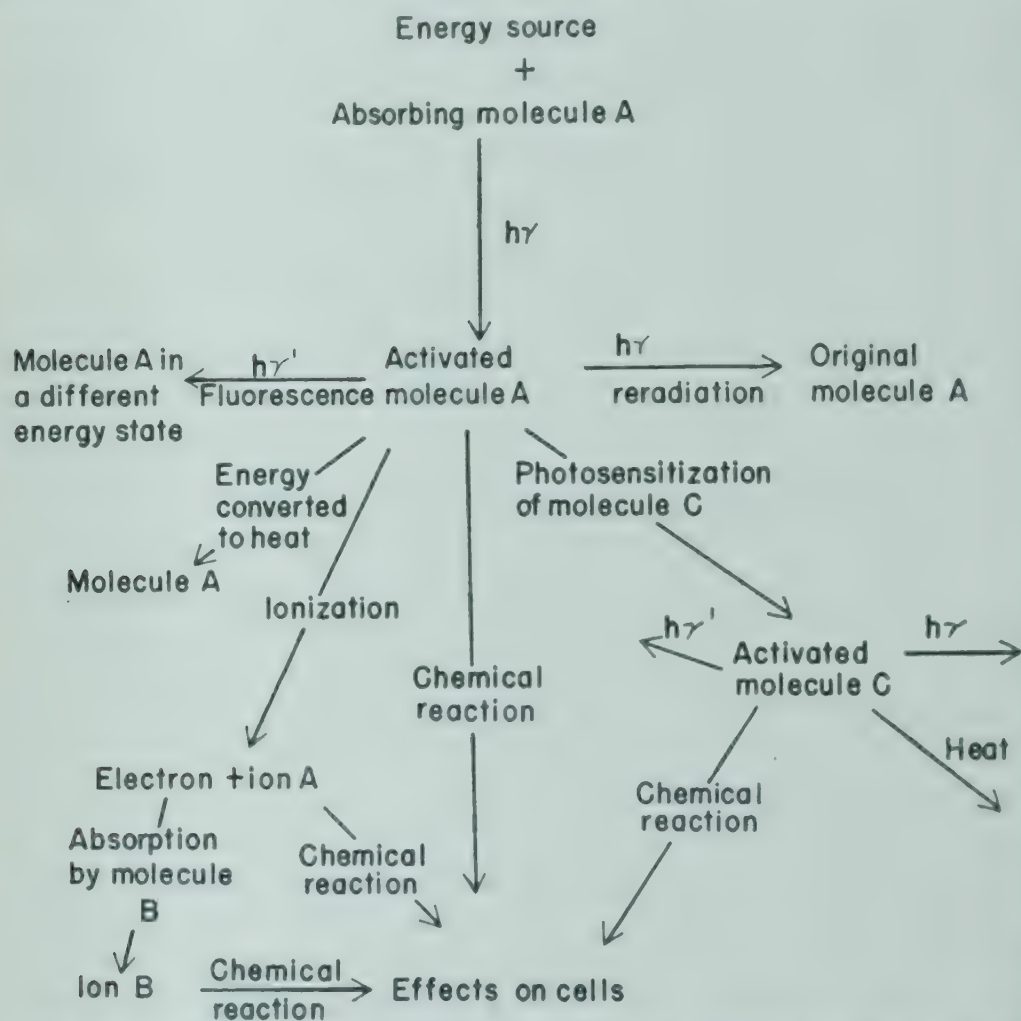 Energy source
+
Absorbing molecule A
hγ
Molecule A in
a different
energy state
hγ'
Fluorescence
Activated
molecule A
hγ
reradiation
Original
molecule A
Energy
converted
to heat
Molecule A
Photosensitization
of molecule C
Ionization
Chemical
reaction
hγ'
Activated
molecule C
hγ
Heat
Electron + ion A
Chemical
reaction
Absorption
by molecule
B
Chemical
reaction
Ion B
Chemical
reaction
Effects on cells